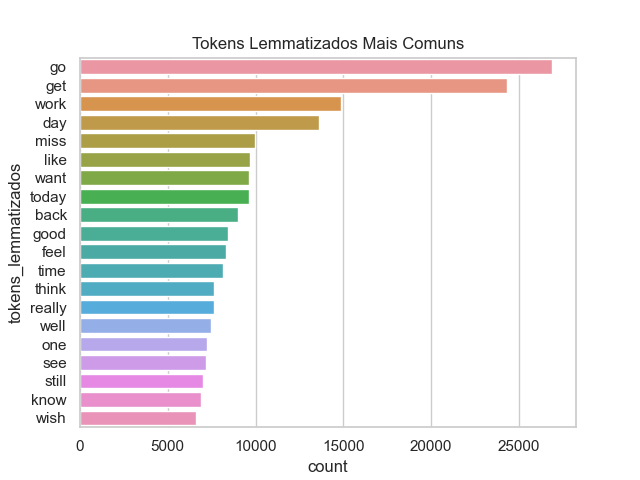 Tokens Lemmatizados Mais Comuns
tokens_lemmatizados
go
get
work
day
miss
like
want
today
back
good
feel
time
think
really
well
one
see
still
know
wish
0 5000 10000 15000 20000 25000
count